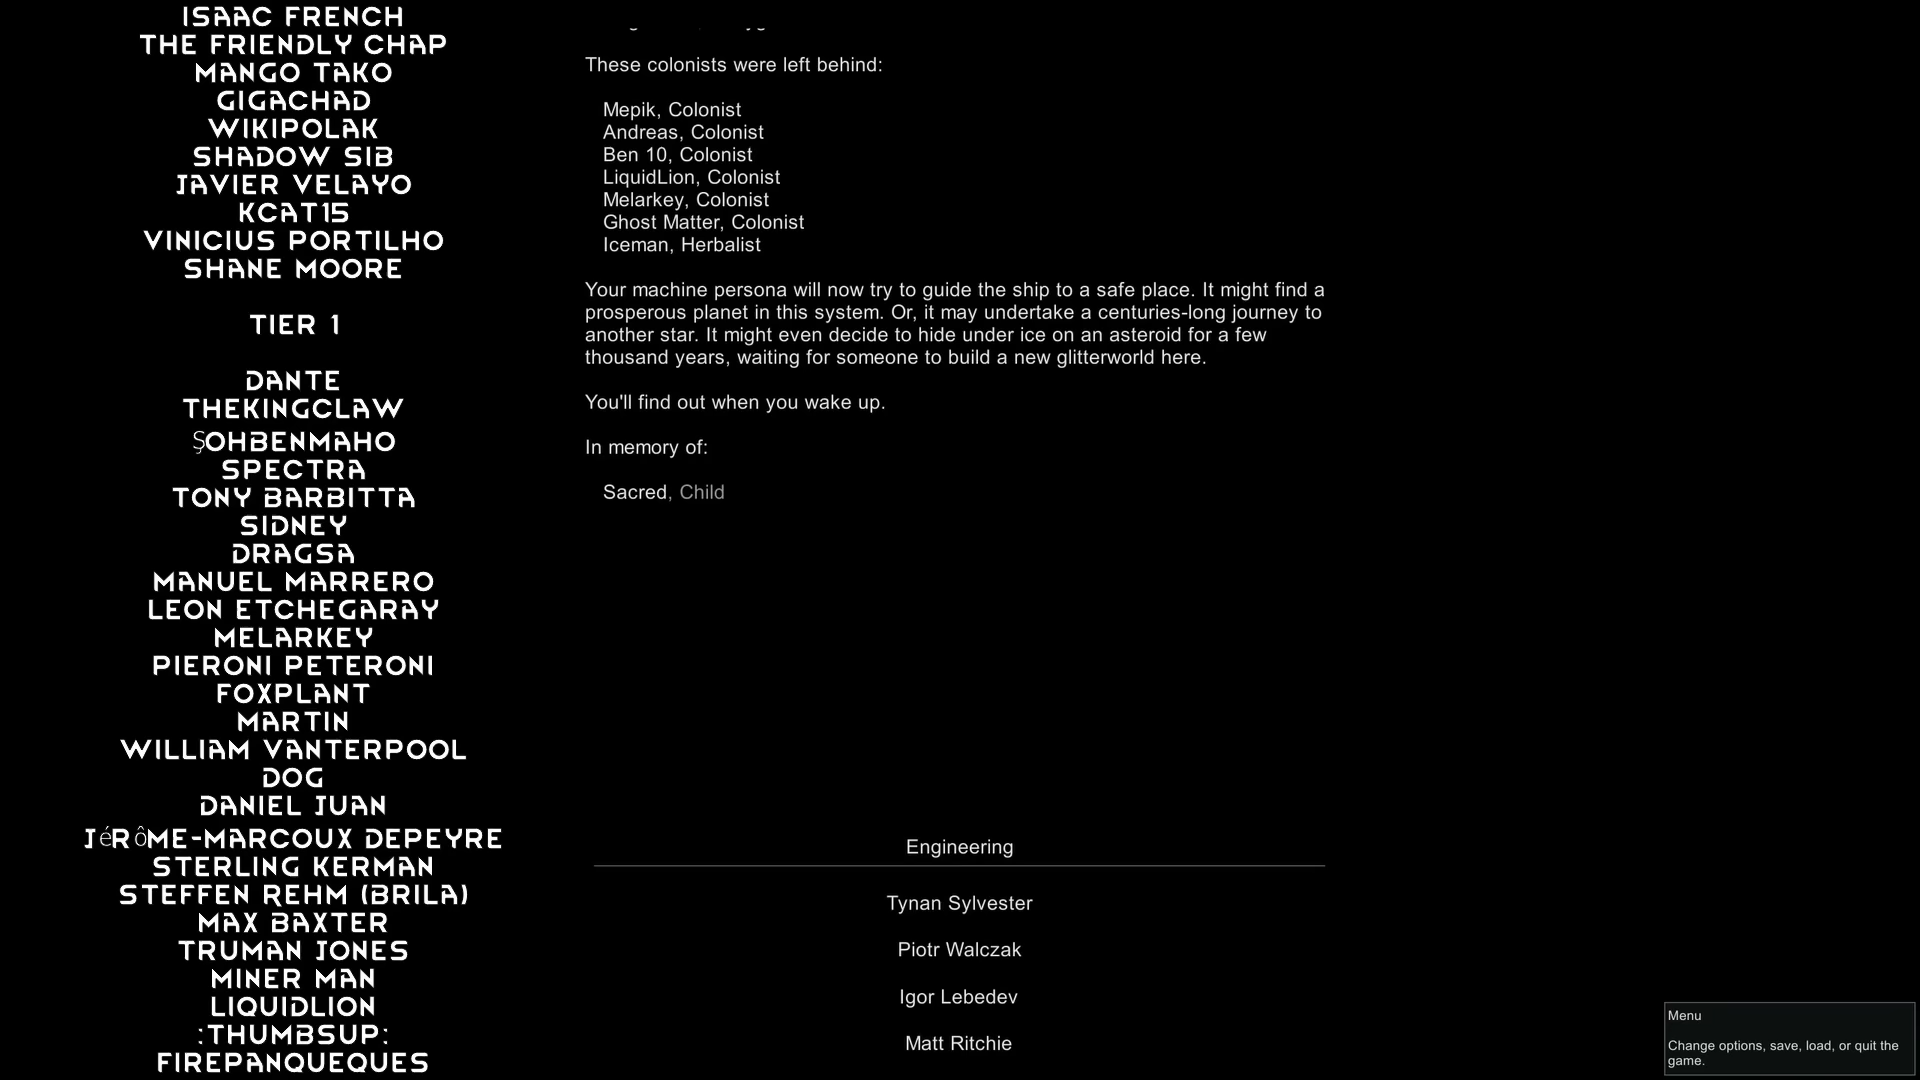 ISAAC FRENCH
THE FRIENDLY CHAP
MANGO TAKO
GIGACHAD
WIKIPOLAK
SHADOW SIB
JAVIER VELAYO
KCAT15
VINICIUS PORTILHO
SHANE MOORE
TIER 1
DANTE
THEKINGCLAW
ŞOHBENMAHO
SPECTRA
TONY BARBITTA
SIDNEY
DRAGSA
MANUEL MARRERO
LEON ETCHEGARAY
MELARKEY
PIERONI PETERONI
FOXPLANT
MARTIN
WILLIAM VANTERPOOL
DOG
DANIEL JUAN
JéRôME-MARCOUX DEPEYRE
STERLING KERMAN
STEFFEN REHM (BRILA)
MAX BAXTER
TRUMAN JONES
MINER MAN
LIQUIDLION
:THUMBSUP:
FIREPANQUEQUES
These colonists were left behind:
Mepik, Colonist
Andreas, Colonist
Ben 10, Colonist
LiquidLion, Colonist
Melarkey, Colonist
Ghost Matter, Colonist
Iceman, Herbalist
Your machine persona will now try to guide the ship to a safe place. It might find a
prosperous planet in this system. Or, it may undertake a centuries-long journey to
another star. It might even decide to hide under ice on an asteroid for a few
thousand years, waiting for someone to build a new glitterworld here.
You'll find out when you wake up.
In memory of:
Sacred, Child
Engineering
Tynan Sylvester
Piotr Walczak
Igor Lebedev
Matt Ritchie
Menu
Change options, save, load, or quit the
game.